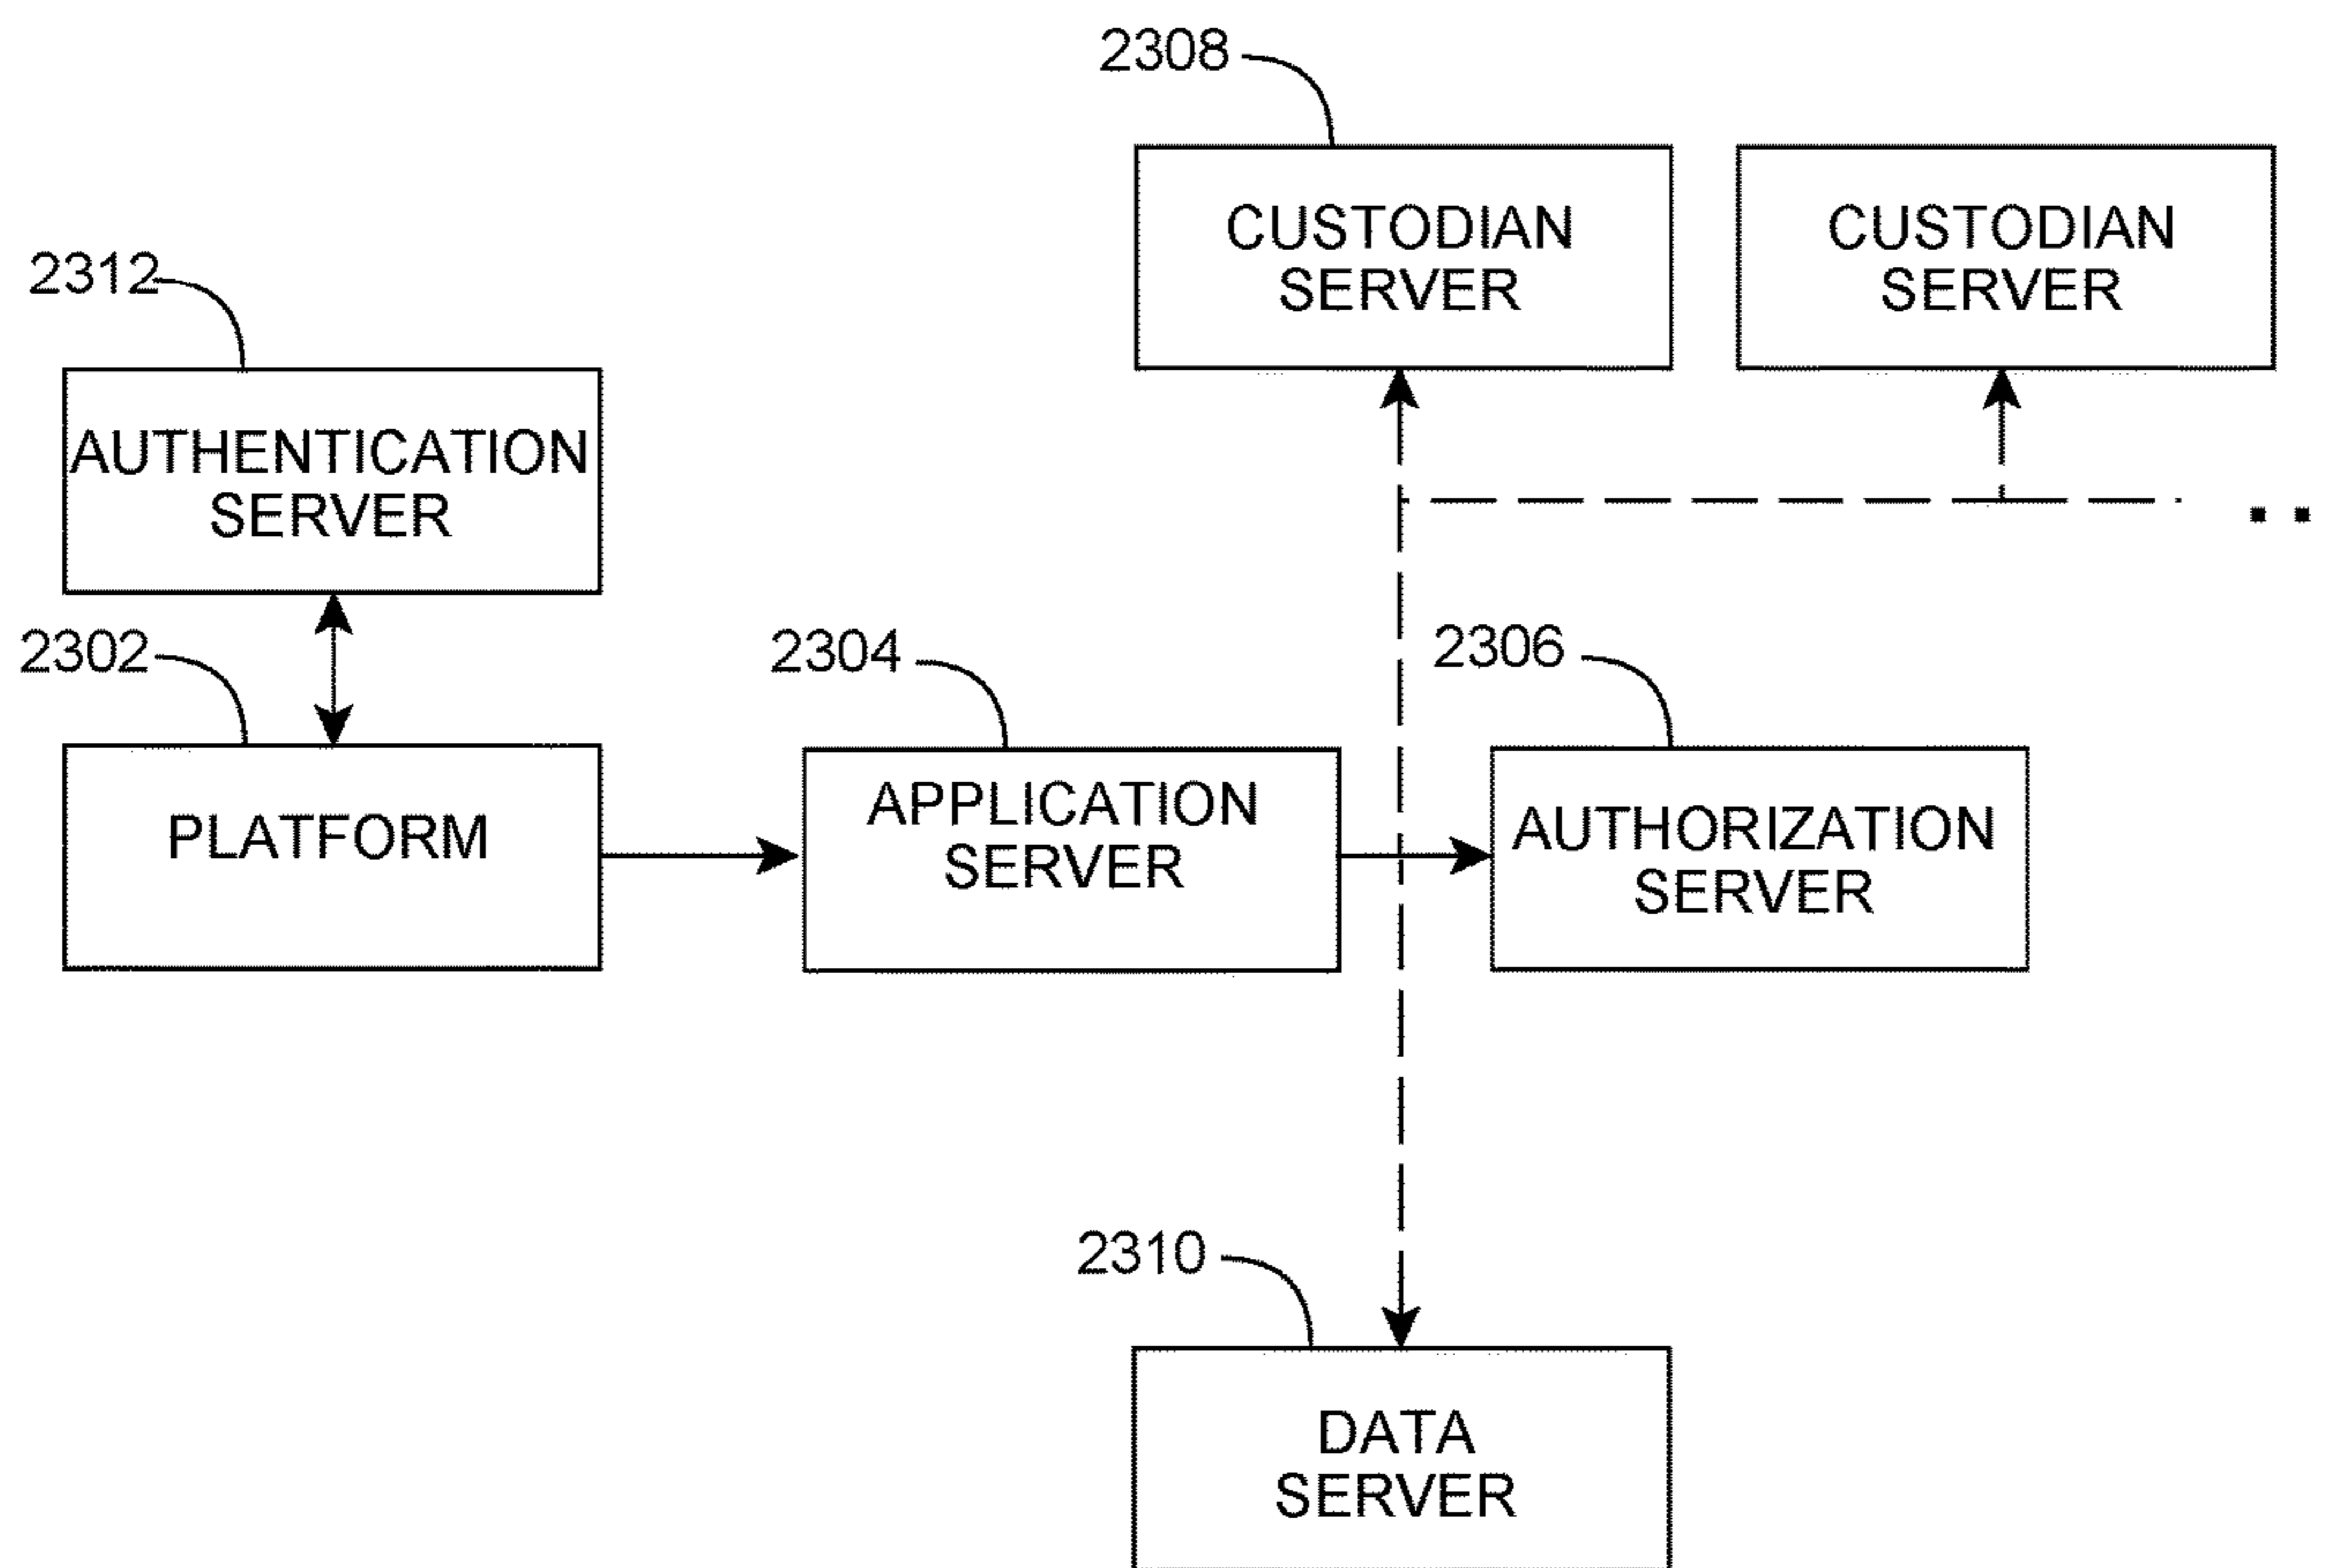 2308
CUSTODIAN
SERVER
CUSTODIAN
SERVER
2312
AUTHENTICATION
SERVER
2302
PLATFORM
2304
APPLICATION
SERVER
2306
AUTHORIZATION
SERVER
2310
DATA
SERVER